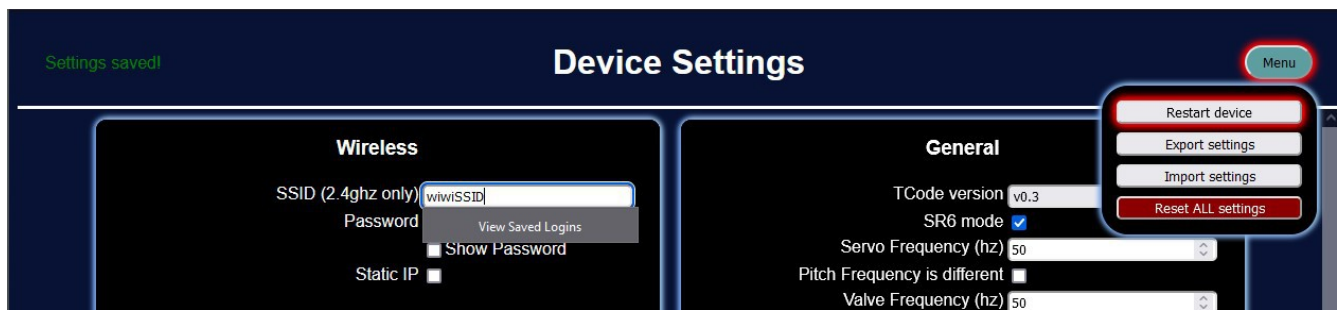 Settings saved!
Device Settings
Menu
Restart device
Export settings
Import settings
Reset ALL settings
Wireless
SSID (2.4ghz only) wiwiSSID
Password
View Saved Logins
Show Password
Static IP
General
TCode version v0.3
SR6 mode
Servo Frequency (hz) 50
Pitch Frequency is different
Valve Frequency (hz) 50